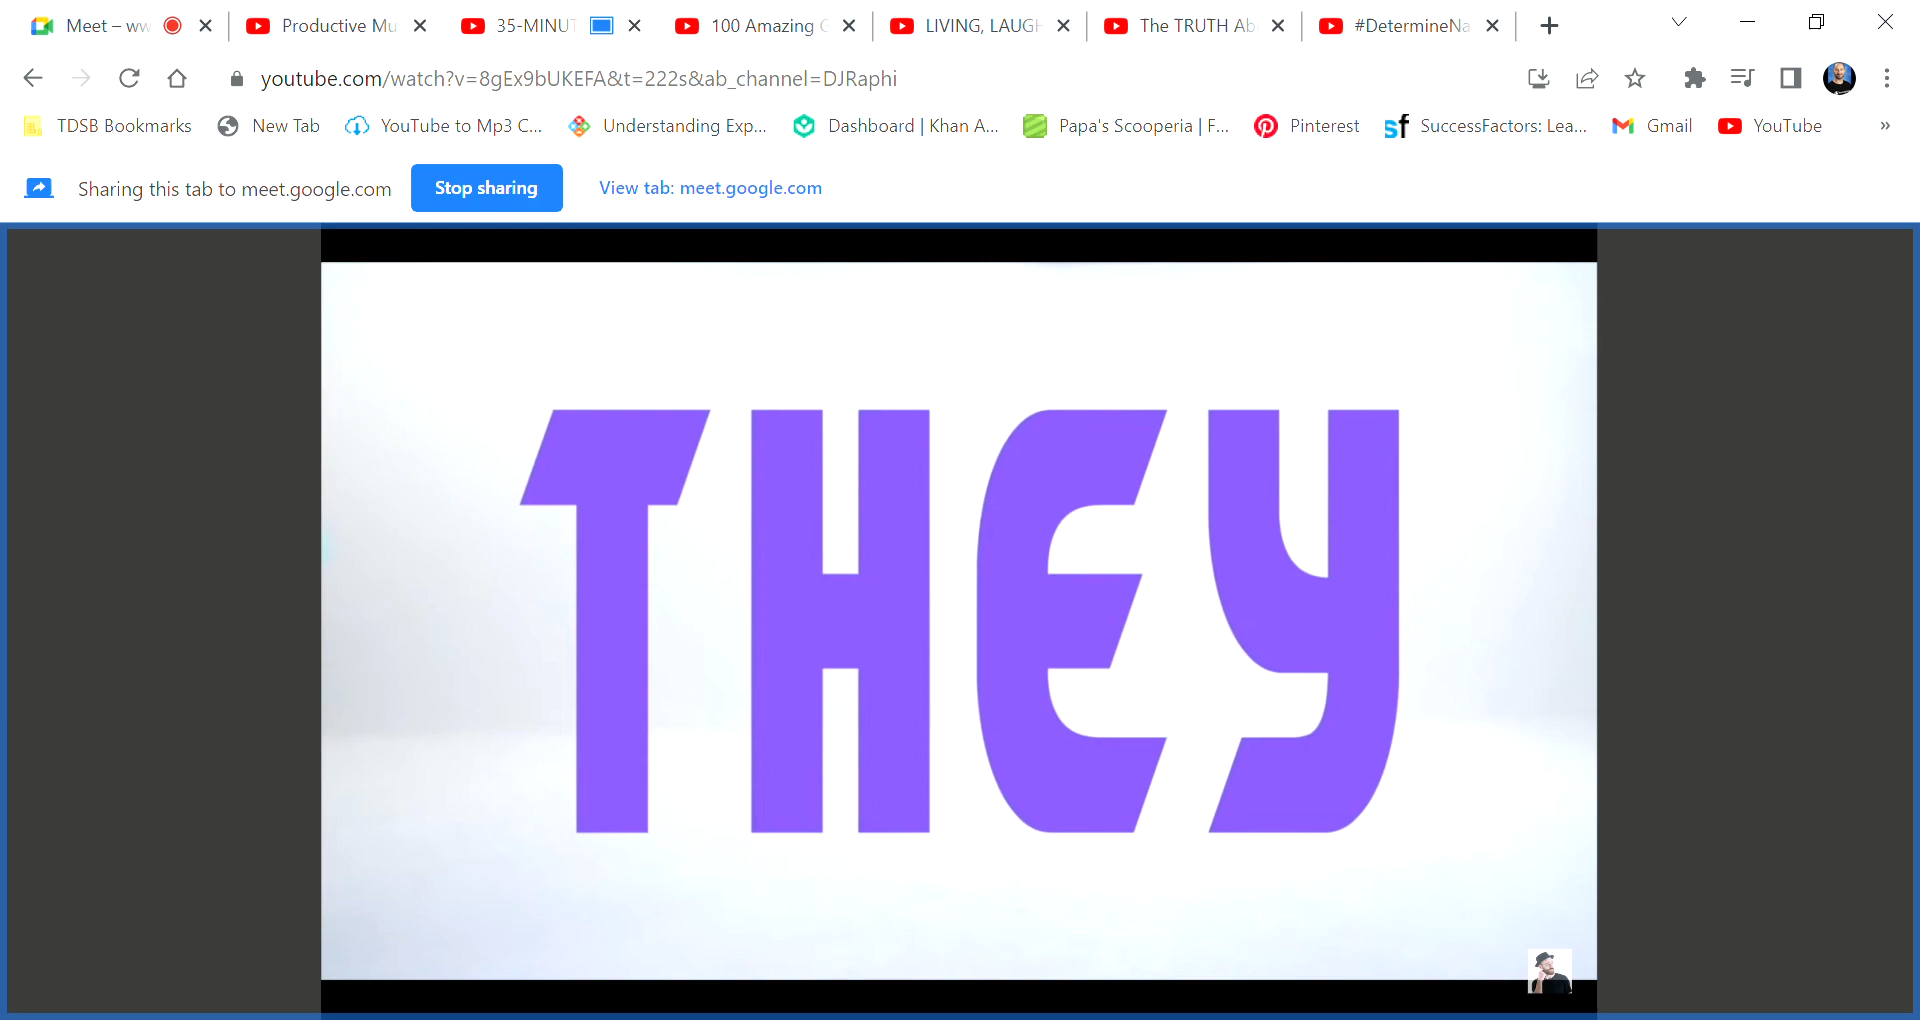 Meet – ww Productive Mu 35-MINUT 100 Amazing LIVING, LAUGH The TRUTH Ab #DetermineNa
youtube.com/watch?v=8gEx9bUKEFA&t=222s&ab_channel=DJRaphi
TDSB Bookmarks New Tab YouTube to Mp3 C... Understanding Exp... Dashboard | Khan A... Papa's Scooperia | F... Pinterest SuccessFactors: Lea... Gmail YouTube »
Sharing this tab to meet.google.com Stop sharing View tab: meet.google.com
THEY